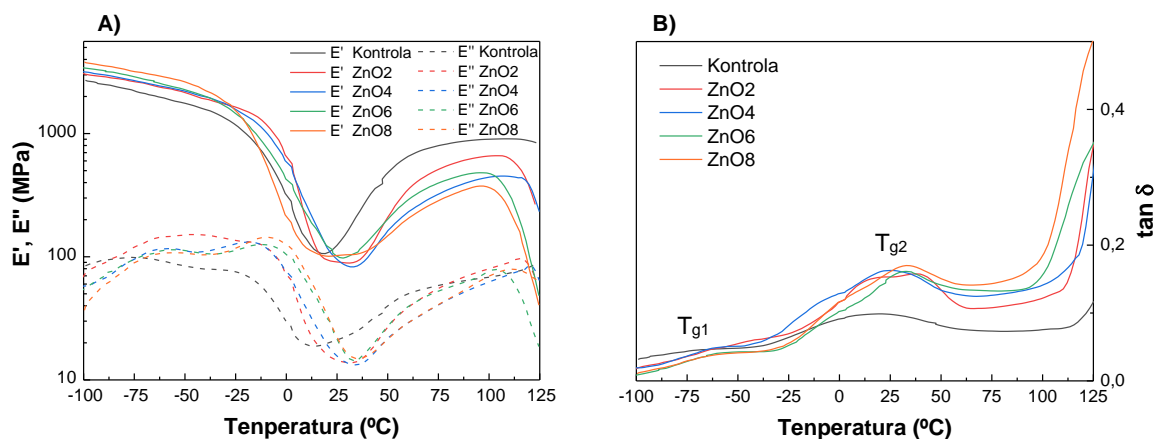 A)
E' Kontrola E'' Kontrola
E' ZnO2 E'' ZnO2
E' ZnO4 E'' ZnO4
E' ZnO6 E'' ZnO6
E' ZnO8 E'' ZnO8
1000
100
10
E', E'' (MPa)
-100 -75 -50 -25 0 25 50 75 100 125
Tenperatura (ºC)
B)
Kontrola
ZnO2
ZnO4
ZnO6
ZnO8
Tg1
Tg2
0,4
0,2
0,0
tan δ
-100 -75 -50 -25 0 25 50 75 100 125
Tenperatura (ºC)